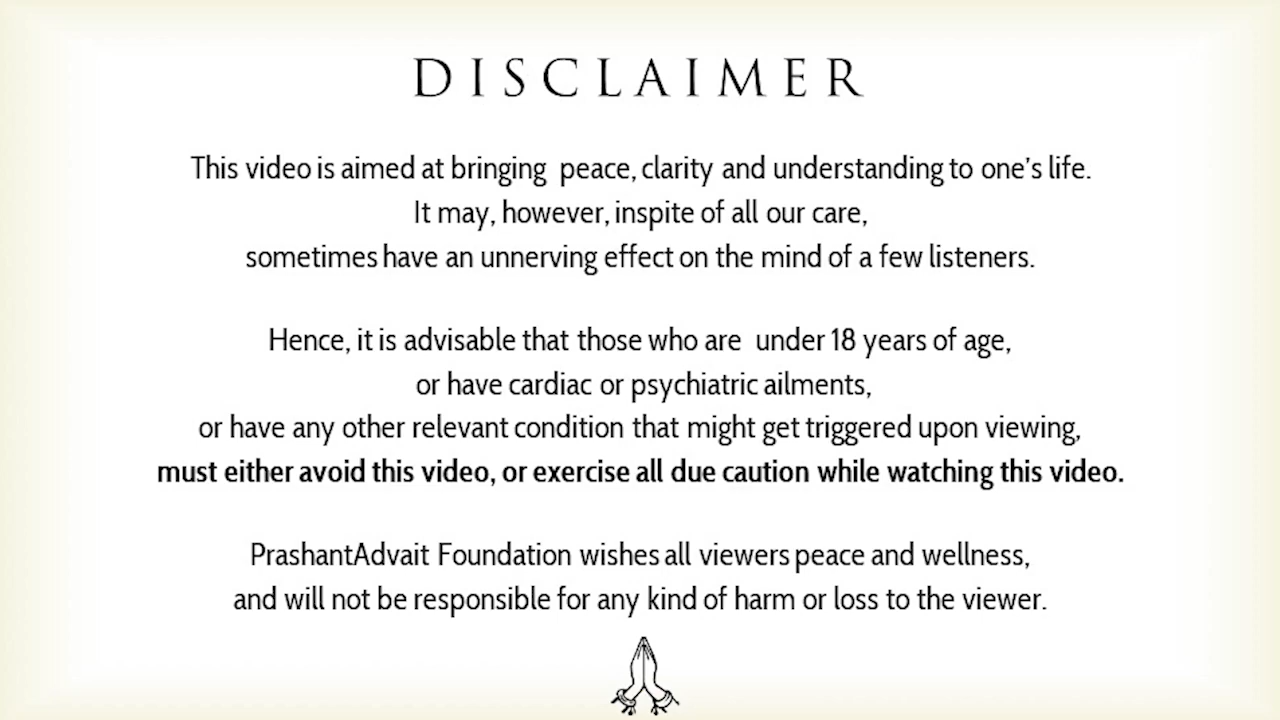 DISCLAIMER
This video is aimed at bringing peace, clarity and understanding to one's life.
It may, however, inspite of all our care,
sometimes have an unnerving effect on the mind of a few listeners.
Hence, it is advisable that those who are under 18 years of age,
or have cardiac or psychiatric ailments,
or have any other relevant condition that might get triggered upon viewing,
must either avoid this video, or exercise all due caution while watching this video.
PrashantAdvait Foundation wishes all viewers peace and wellness,
and will not be responsible for any kind of harm or loss to the viewer.